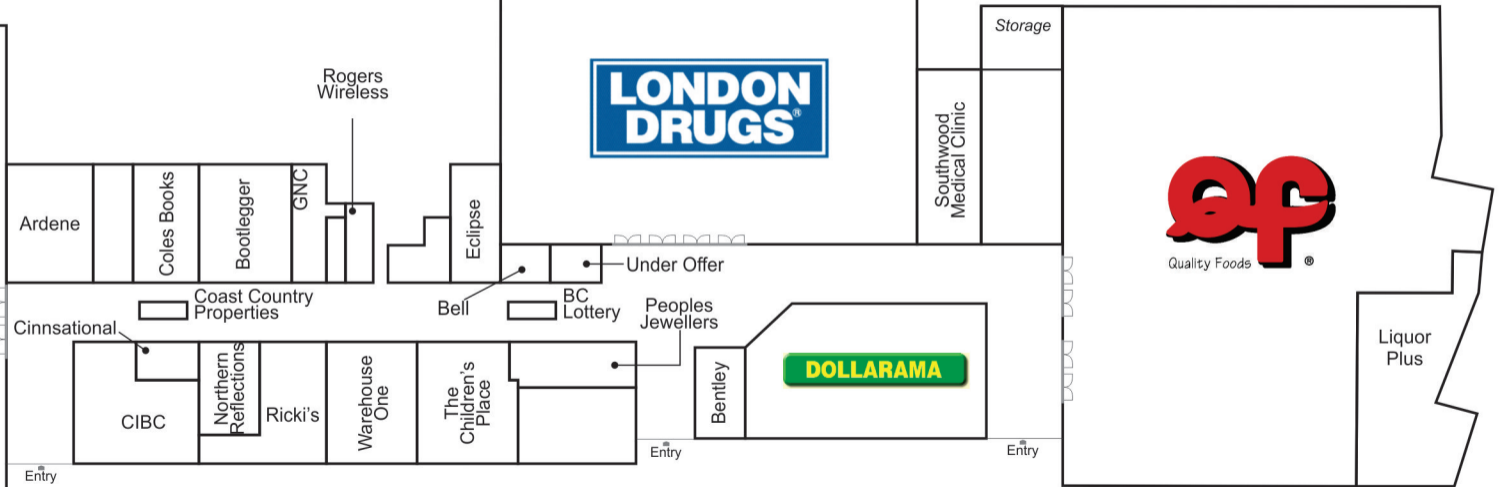 Storage
Rogers
Wireless
LONDON
DRUGS®
Southwood
Medical Clinic
Ardene
Coles Books
Bootlegger
GNC
Eclipse
Qf
Quality Foods ®
Under Offer
Bell
BC
Lottery
Coast Country
Properties
Peoples
Jewellers
Cinnsational
Liquor
Plus
CIBC
Northern
Reflections
Ricki's
Warehouse
One
The
Children's
Place
Bentley
DOLLARAMA
Entry
Entry
Entry